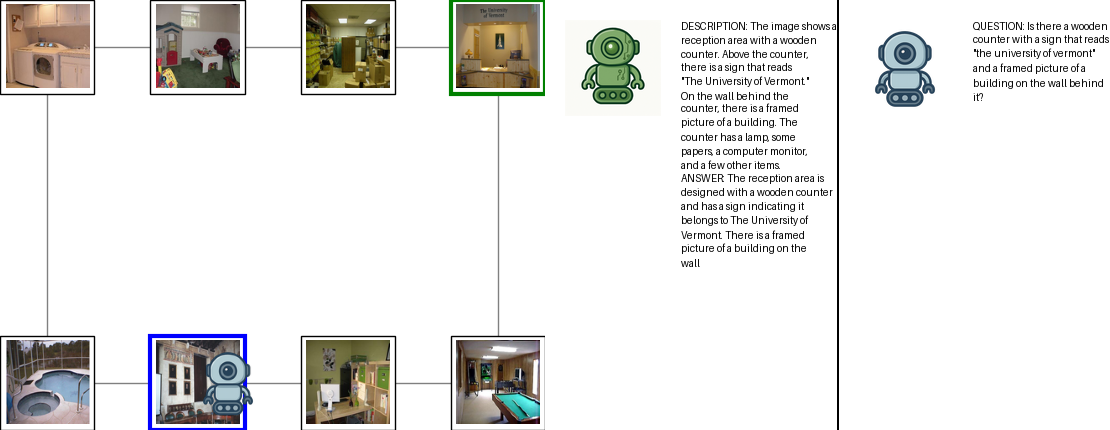 The University
of Vermont
DESCRIPTION: The image shows a
reception area with a wooden
counter. Above the counter,
there is a sign that reads
"The University of Vermont."
On the wall behind the
counter, there is a framed
picture of a building. The
counter has a lamp, some
papers, a computer monitor,
and a few other items.
ANSWER: The reception area is
designed with a wooden counter
and has a sign indicating it
belongs to The University of
Vermont. There is a framed
picture of a building on the
wall
QUESTION: Is there a wooden
counter with a sign that reads
"the university of vermont"
and a framed picture of a
building on the wall behind
it?